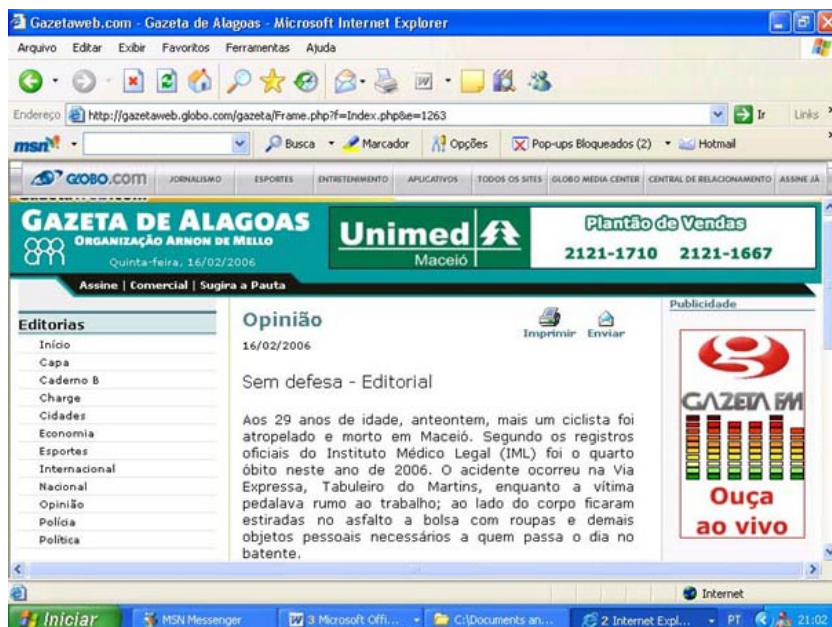 Gazetaweb.com - Gazeta de Alagoas - Microsoft Internet Explorer
Arquivo Editar Exibir Favoritos Ferramentas Ajuda
Endereço http://gazetaweb.globo.com/gazeta/Frame.php?f=Index.php&e=1263 Ir Links
msn Busca Marcador Opções Pop-ups Bloqueados (2) Hotmail
GLOBO.COM JORNALISMO ESPORTES ENTRETENIMENTO APLICATIVOS TODOS OS SITES GLOBO MEDIA CENTER CENTRAL DE RELACIONAMENTO ASSINE JÁ
GAZETA DE ALAGOAS
ORGANIZAÇÃO ARNON DE MELLO
Quinta-feira, 16/02/2006
Unimed
Maceió
Plantão de Vendas
2121-1710 2121-1667
Assine | Comercial | Sugira a Pauta
Editorias
Início
Capa
Caderno B
Charge
Cidades
Economia
Esportes
Internacional
Nacional
Opinião
Polícia
Política
Opinião
16/02/2006
Imprimir Enviar
Sem defesa - Editorial
Aos 29 anos de idade, anteontem, mais um ciclista foi
atropelado e morto em Maceió. Segundo os registros
oficiais do Instituto Médico Legal (IML) foi o quarto
óbito neste ano de 2006. O acidente ocorreu na Via
Expressa, Tabuleiro do Martins, enquanto a vítima
pedalava rumo ao trabalho; ao lado do corpo ficaram
estiradas no asfalto a bolsa com roupas e demais
objetos pessoais necessários a quem passa o dia no
batente.
Publicidade
GAZETA FM
Ouça
ao vivo
Internet
Iniciar MSN Messenger 3 Microsoft Offi... C:\Documents an... 2 Internet Expl... PT 21:02